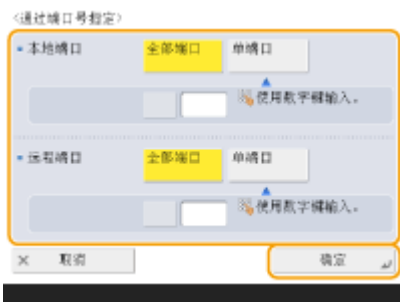 <通过端口号指定>
本地端口 全部端口 单端口
使用数字键输入。
远程端口 全部端口 单端口
使用数字键输入。
× 取消 确定